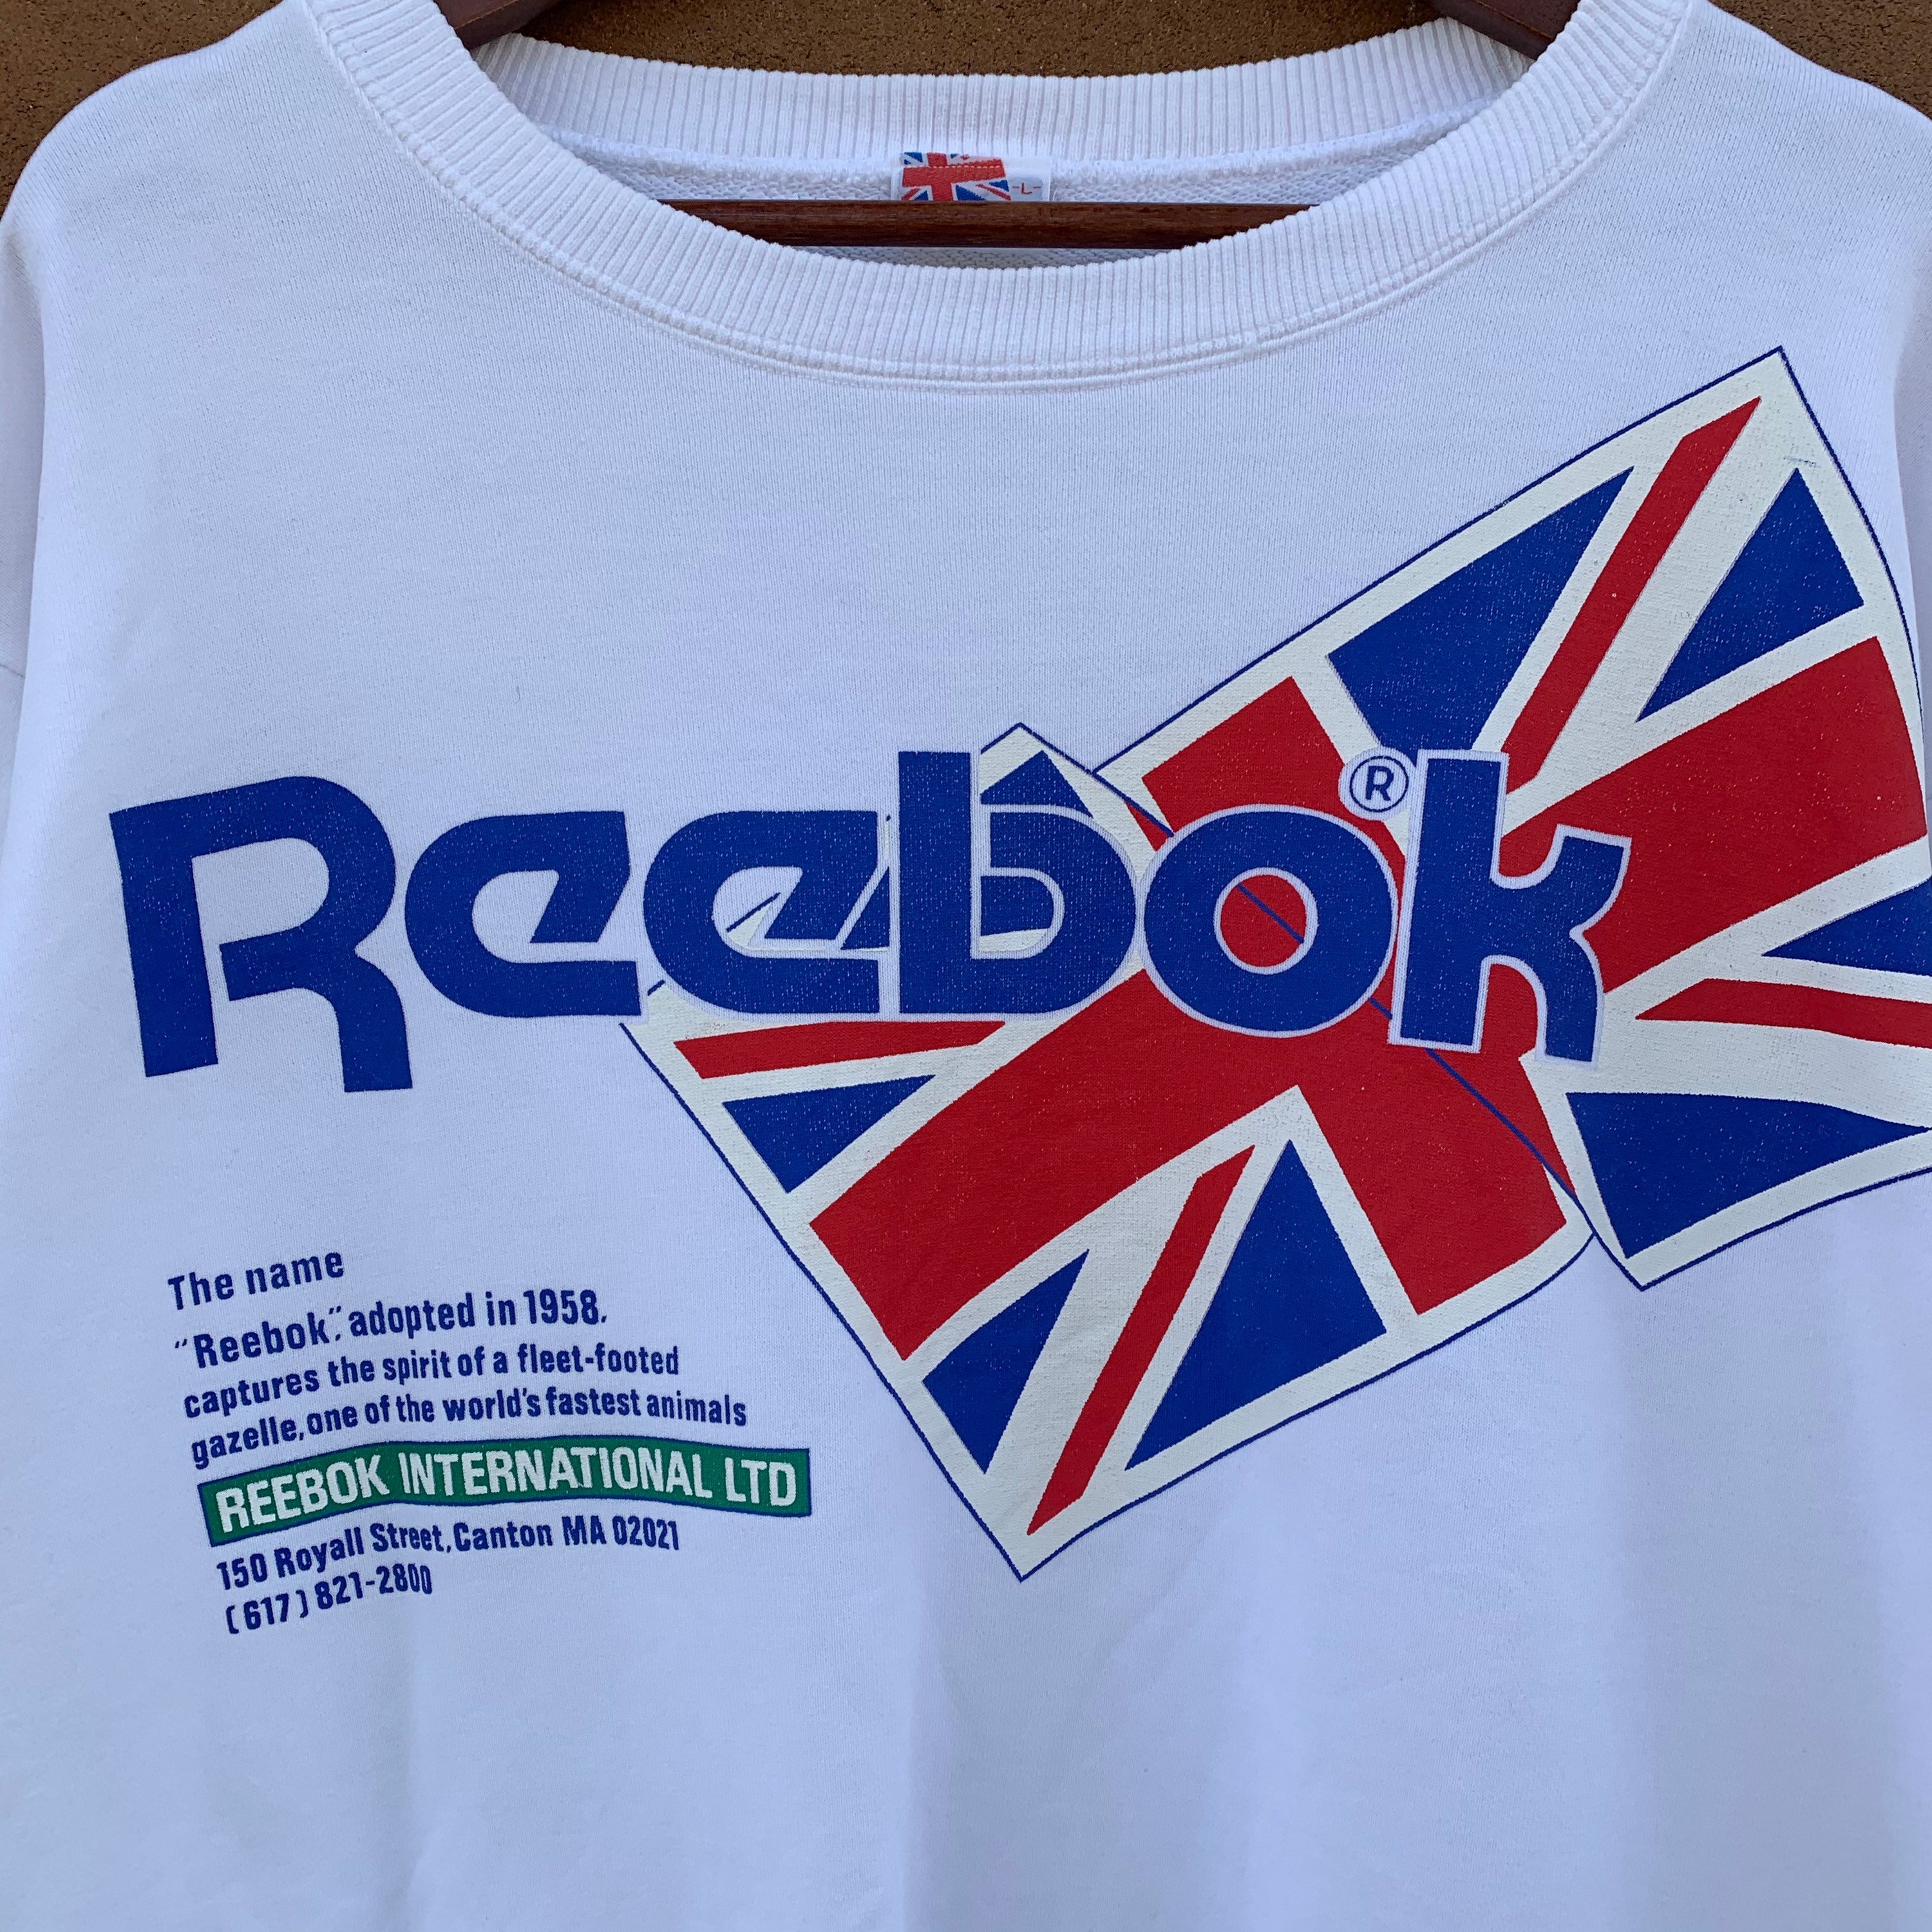 -L-
Reebok®
The name
"Reebok", adopted in 1958,
captures the spirit of a fleet-footed
gazelle, one of the world's fastest animals
REEBOK INTERNATIONAL LTD
150 Royall Street, Canton MA 02021
(617) 821-2800